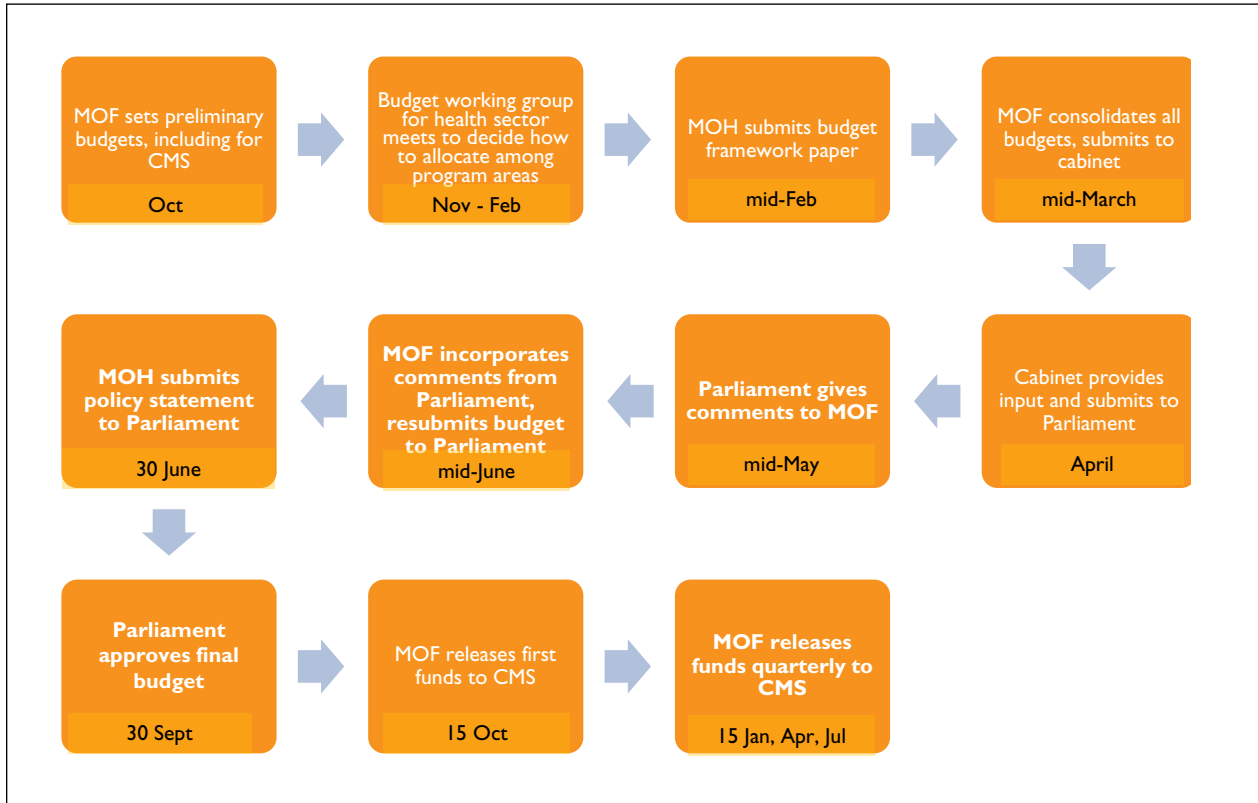 MOF sets preliminary
budgets, including for
CMS
Oct
Budget working group
for health sector
meets to decide how
to allocate among
program areas
Nov - Feb
MOH submits budget
framework paper
mid-Feb
MOF consolidates all
budgets, submits to
cabinet
mid-March
Cabinet provides
input and submits to
Parliament
April
Parliament gives
comments to MOF
mid-May
MOF incorporates
comments from
Parliament,
resubmits budget
to Parliament
mid-June
MOH submits
policy statement
to Parliament
30 June
Parliament
approves final
budget
30 Sept
MOF releases first
funds to CMS
15 Oct
MOF releases
funds quarterly to
CMS
15 Jan, Apr, Jul